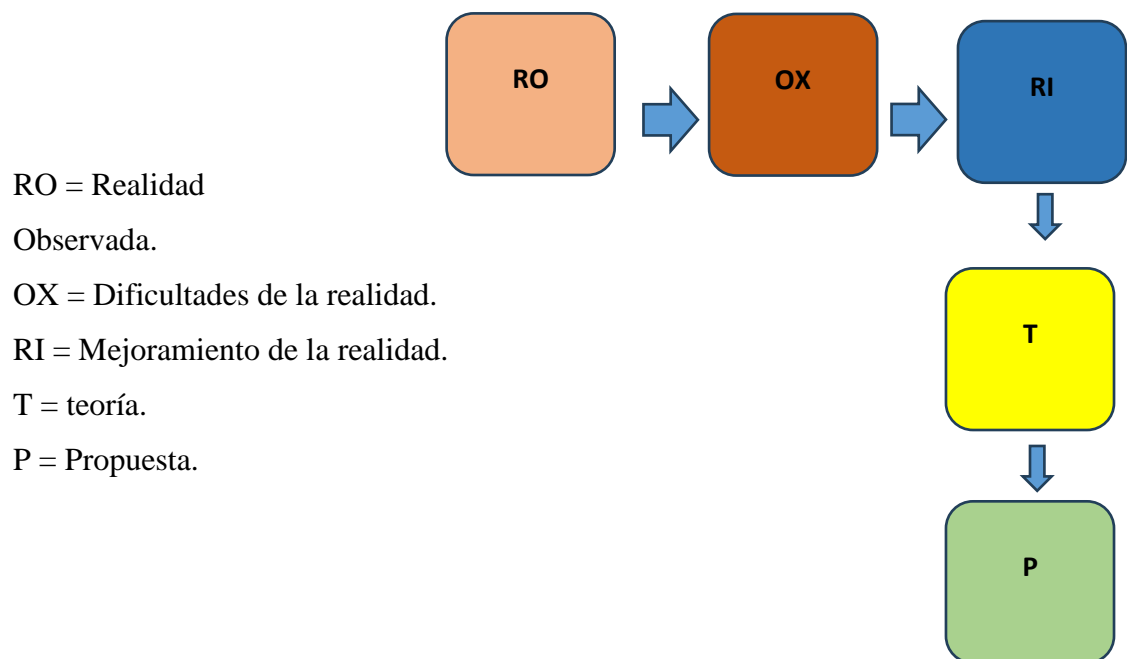 RO
OX
RI
RO = Realidad
Observada.
OX = Dificultades de la realidad.
RI = Mejoramiento de la realidad.
T
T = teoría.
P = Propuesta.
P